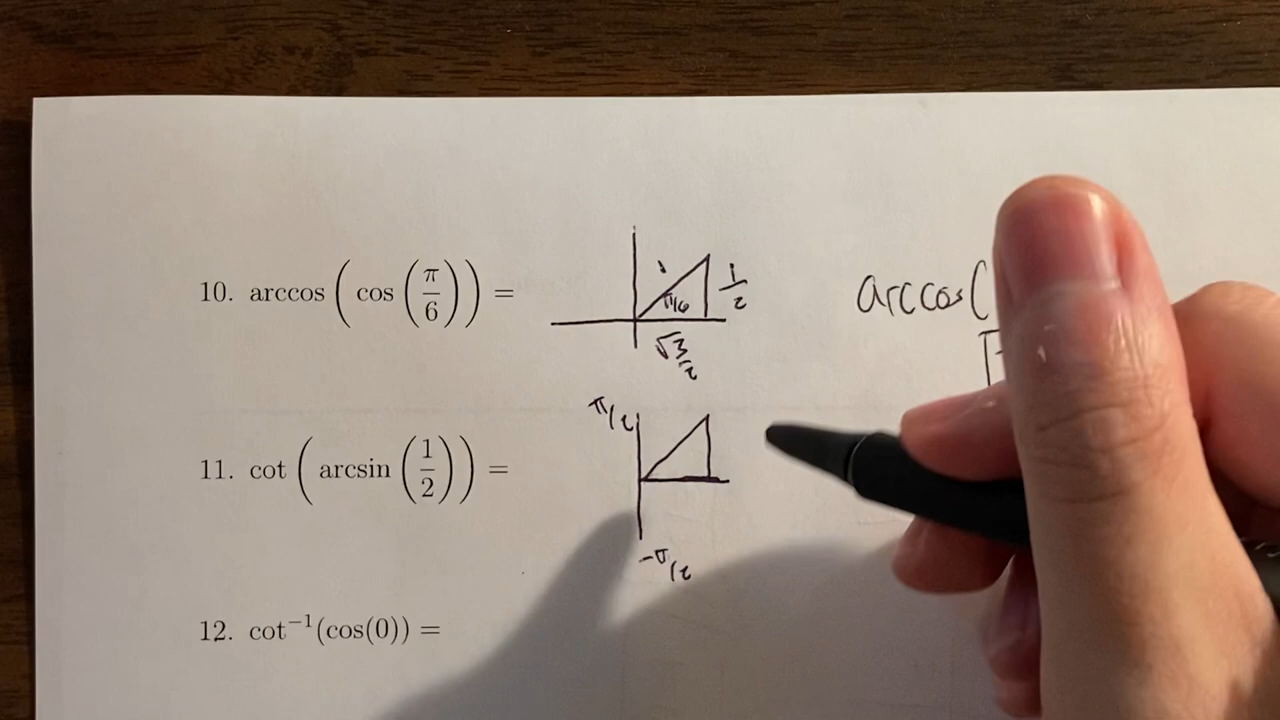 10. arccos ( cos ( π/6 ) ) =
1
π/6
1/2
√3/2
arccos(
11. cot ( arcsin ( 1/2 ) ) =
π/2
-π/2
12. cot⁻¹(cos(0)) =